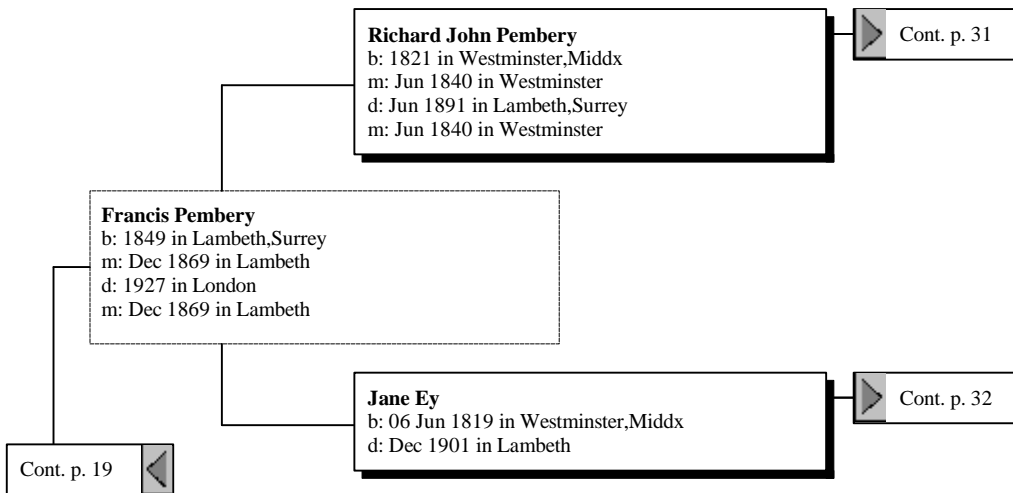 Richard John Pembery
b: 1821 in Westminster,Middx
m: Jun 1840 in Westminster
d: Jun 1891 in Lambeth,Surrey
m: Jun 1840 in Westminster
Cont. p. 31
Francis Pembery
b: 1849 in Lambeth,Surrey
m: Dec 1869 in Lambeth
d: 1927 in London
m: Dec 1869 in Lambeth
Jane Ey
b: 06 Jun 1819 in Westminster,Middx
d: Dec 1901 in Lambeth
Cont. p. 32
Cont. p. 19